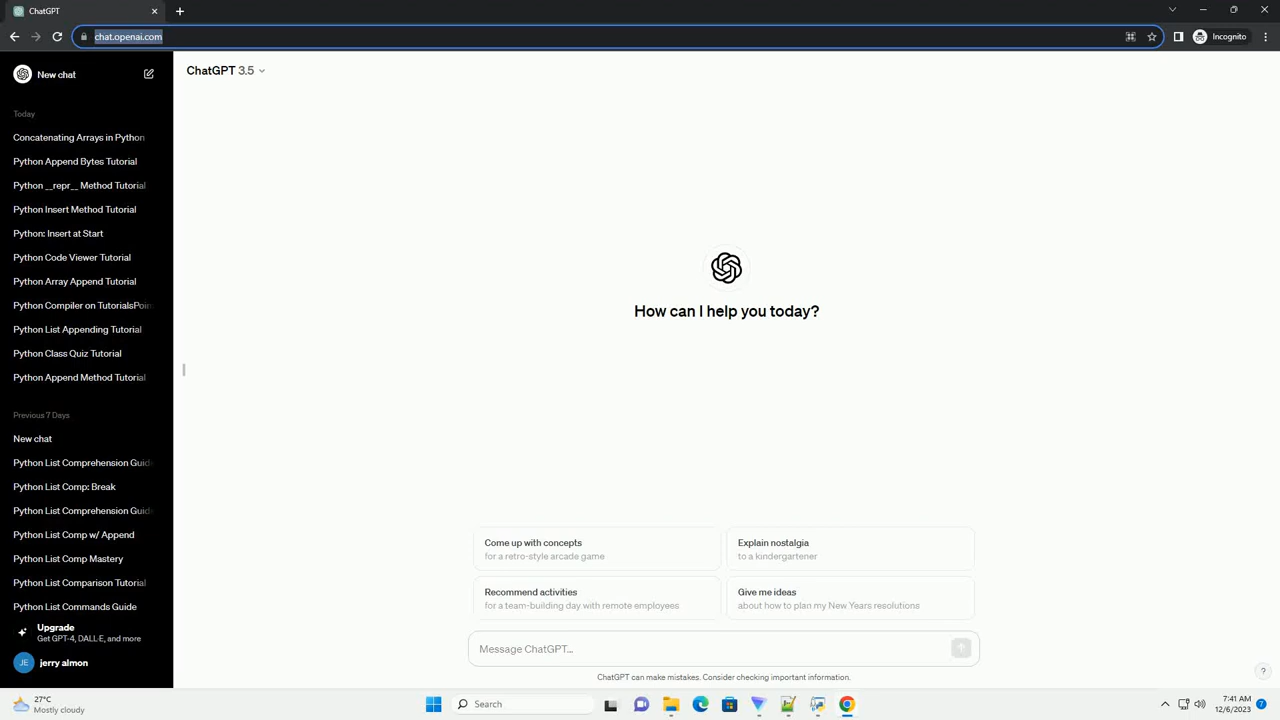 ChatGPT
chat.openai.com
Incognito
New chat
ChatGPT 3.5
Today
Concatenating Arrays in Python
Python Append Bytes Tutorial
Python __repr__ Method Tutorial
Python Insert Method Tutorial
Python: Insert at Start
Python Code Viewer Tutorial
Python Array Append Tutorial
Python Compiler on TutorialsPoin
Python List Appending Tutorial
Python Class Quiz Tutorial
Python Append Method Tutorial
Previous 7 Days
New chat
Python List Comprehension Guide
Python List Comp: Break
Python List Comprehension Guide
Python List Comp w/ Append
Python List Comp Mastery
Python List Comparison Tutorial
Python List Commands Guide
Upgrade
Get GPT-4, DALL·E, and more
JE jerry almon
How can I help you today?
Come up with concepts
for a retro-style arcade game
Explain nostalgia
to a kindergartener
Recommend activities
for a team-building day with remote employees
Give me ideas
about how to plan my New Years resolutions
Message ChatGPT...
ChatGPT can make mistakes. Consider checking important information.
?
27°C
Mostly cloudy
Search
7:41 AM
12/6/2023
7